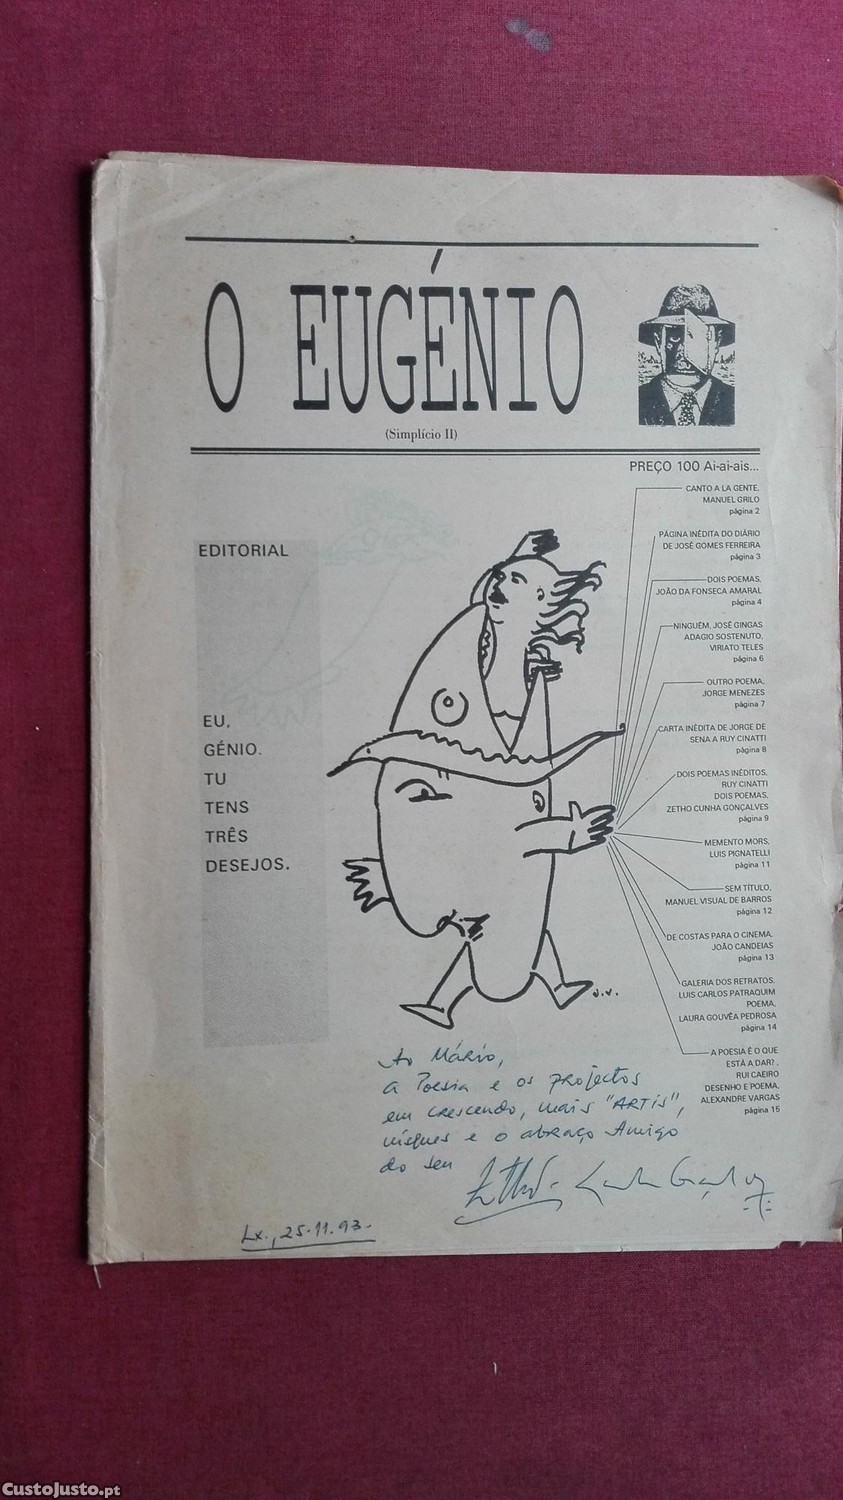 O EUGÉNIO
(Simplício II)
PREÇO 100 Ai-ai-ais...
EDITORIAL
EU,
GÉNIO.
TU
TENS
TRÊS
DESEJOS.
CANTO A LA GENTE,
MANUEL GRILO
página 2
PÁGINA INÉDITA DO DIÁRIO
DE JOSÉ GOMES FERREIRA
página 3
DOIS POEMAS,
JOÃO DA FONSECA AMARAL
página 4
NINGUÉM, JOSÉ GINGAS
ADAGIO SOSTENUTO,
VIRIATO TELES
página 6
OUTRO POEMA,
JORGE MENEZES
página 7
CARTA INÉDITA DE JORGE DE
SENA A RUY CINATTI
página 8
DOIS POEMAS INÉDITOS,
RUY CINATTI
DOIS POEMAS,
ZETHO CUNHA GONÇALVES
página 9
MEMENTO MORS,
LUIS PIGNATELLI
página 11
SEM TÍTULO,
MANUEL VISUAL DE BARROS
página 12
DE COSTAS PARA O CINEMA,
JOÃO CANDEIAS
página 13
GALERIA DOS RETRATOS,
LUIS CARLOS PATRAQUIM
POEMA,
LAURA GOUVÊA PEDROSA
página 14
A POESIA É O QUE
ESTÁ A DAR?,
RUI CAEIRO
DESENHO E POEMA,
ALEXANDRE VARGAS
página 15
J.V.
Ao Mário,
a Poesia e os projectos
em crescendo, mais "ARTIS",
uísques e o abraço Amigo
do seu
Zetho Cunha Gonçalves
Lx., 25.11.93.
CustoJusto.pt